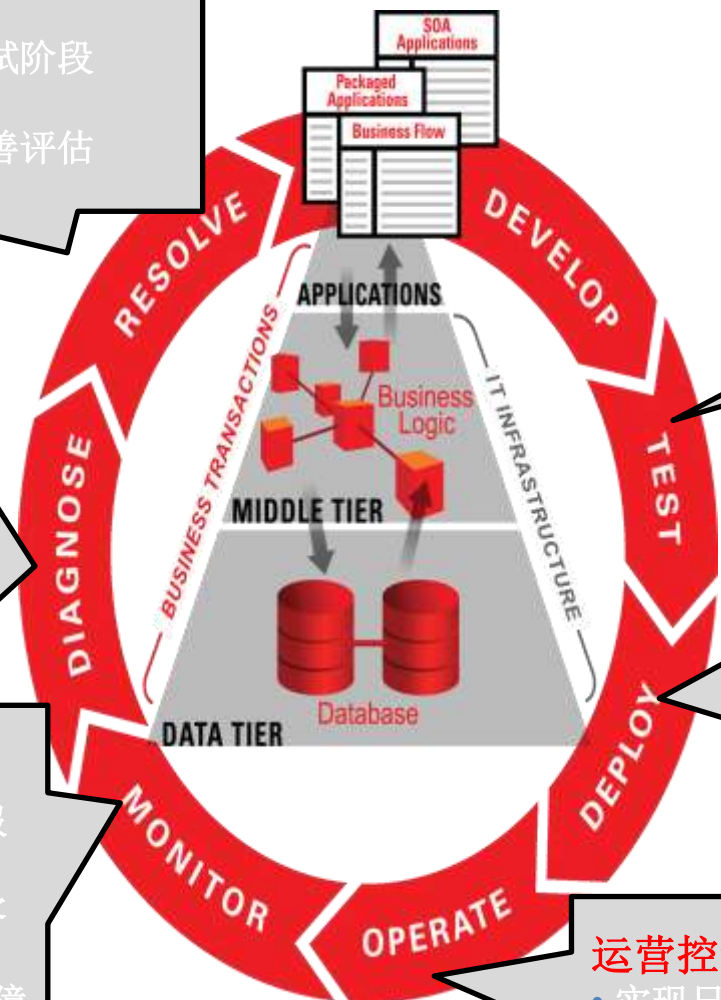 SOA
Applications
Packaged
Applications
Business Flow
试阶段
善评估
RESOLVE
DEVELOP
APPLICATIONS
BUSINESS TRANSACTIONS
IT INFRASTRUCTURE
Business
Logic
TEST
MIDDLE TIER
DIAGNOSE
Database
DATA TIER
DEPLOY
MONITOR
OPERATE
运营控